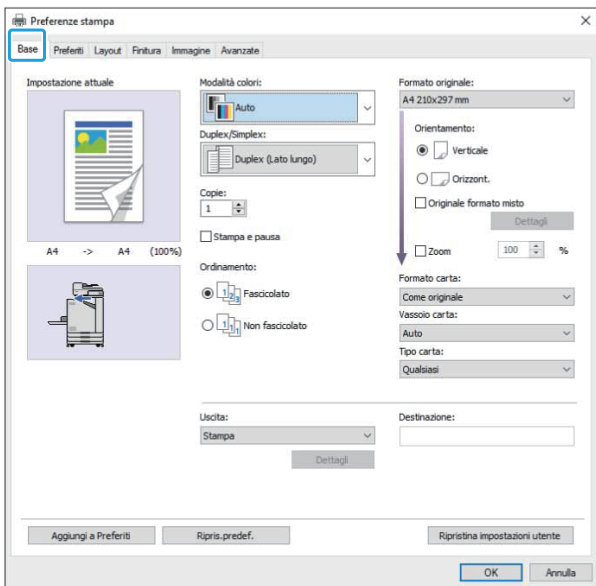 Preferenze stampa
Base Preferiti Layout Finitura Immagine Avanzate
Impostazione attuale
A4 -> A4 (100%)
Modalità colori:
Auto
Duplex/Simplex:
Duplex (Lato lungo)
Copie:
1
Stampa e pausa
Ordinamento:
Fascicolato
Non fascicolato
Formato originale:
A4 210x297 mm
Orientamento:
Verticale
Orizzont.
Originale formato misto
Dettagli
Zoom 100 %
Formato carta:
Come originale
Vassoio carta:
Auto
Tipo carta:
Qualsiasi
Uscita:
Stampa
Dettagli
Destinazione:
Aggiungi a Preferiti Ripris.predef. Ripristina impostazioni utente
OK Annulla